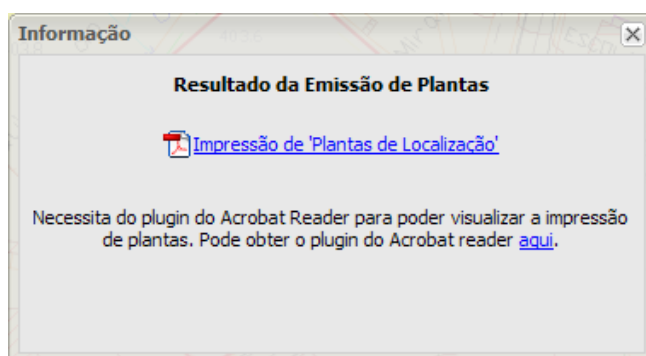 Informação
Resultado da Emissão de Plantas
Impressão de 'Plantas de Localização'
Necessita do plugin do Acrobat Reader para poder visualizar a impressão
de plantas. Pode obter o plugin do Acrobat reader aqui.